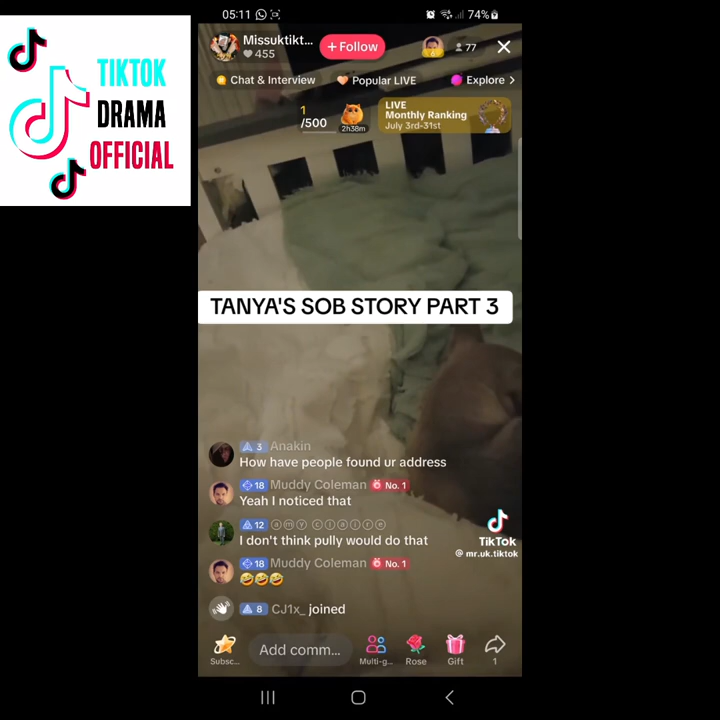 05:11
74%
TIKTOK
DRAMA
OFFICIAL
Missuktikt...
455
+ Follow
6
77
Chat & Interview
Popular LIVE
Explore >
1
/500
2h38m
LIVE
Monthly Ranking
July 3rd-31st
TANYA'S SOB STORY PART 3
3 Anakin
How have people found ur address
18 Muddy Coleman No. 1
Yeah I noticed that
12 ⓐⓜⓨ ⓒⓛⓐⓘⓡⓔ
I don't think pully would do that
18 Muddy Coleman No. 1
🤣🤣🤣
8 CJ1x_ joined
TikTok
@ mr.uk.tiktok
Subsc...
Add comm...
Multi-g...
Rose
Gift
1